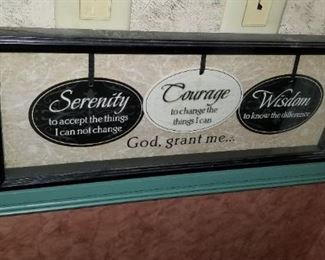 Serenity
to accept the things
I can not change
Courage
to change the
things I can
Wisdom
to know the difference
God, grant me...